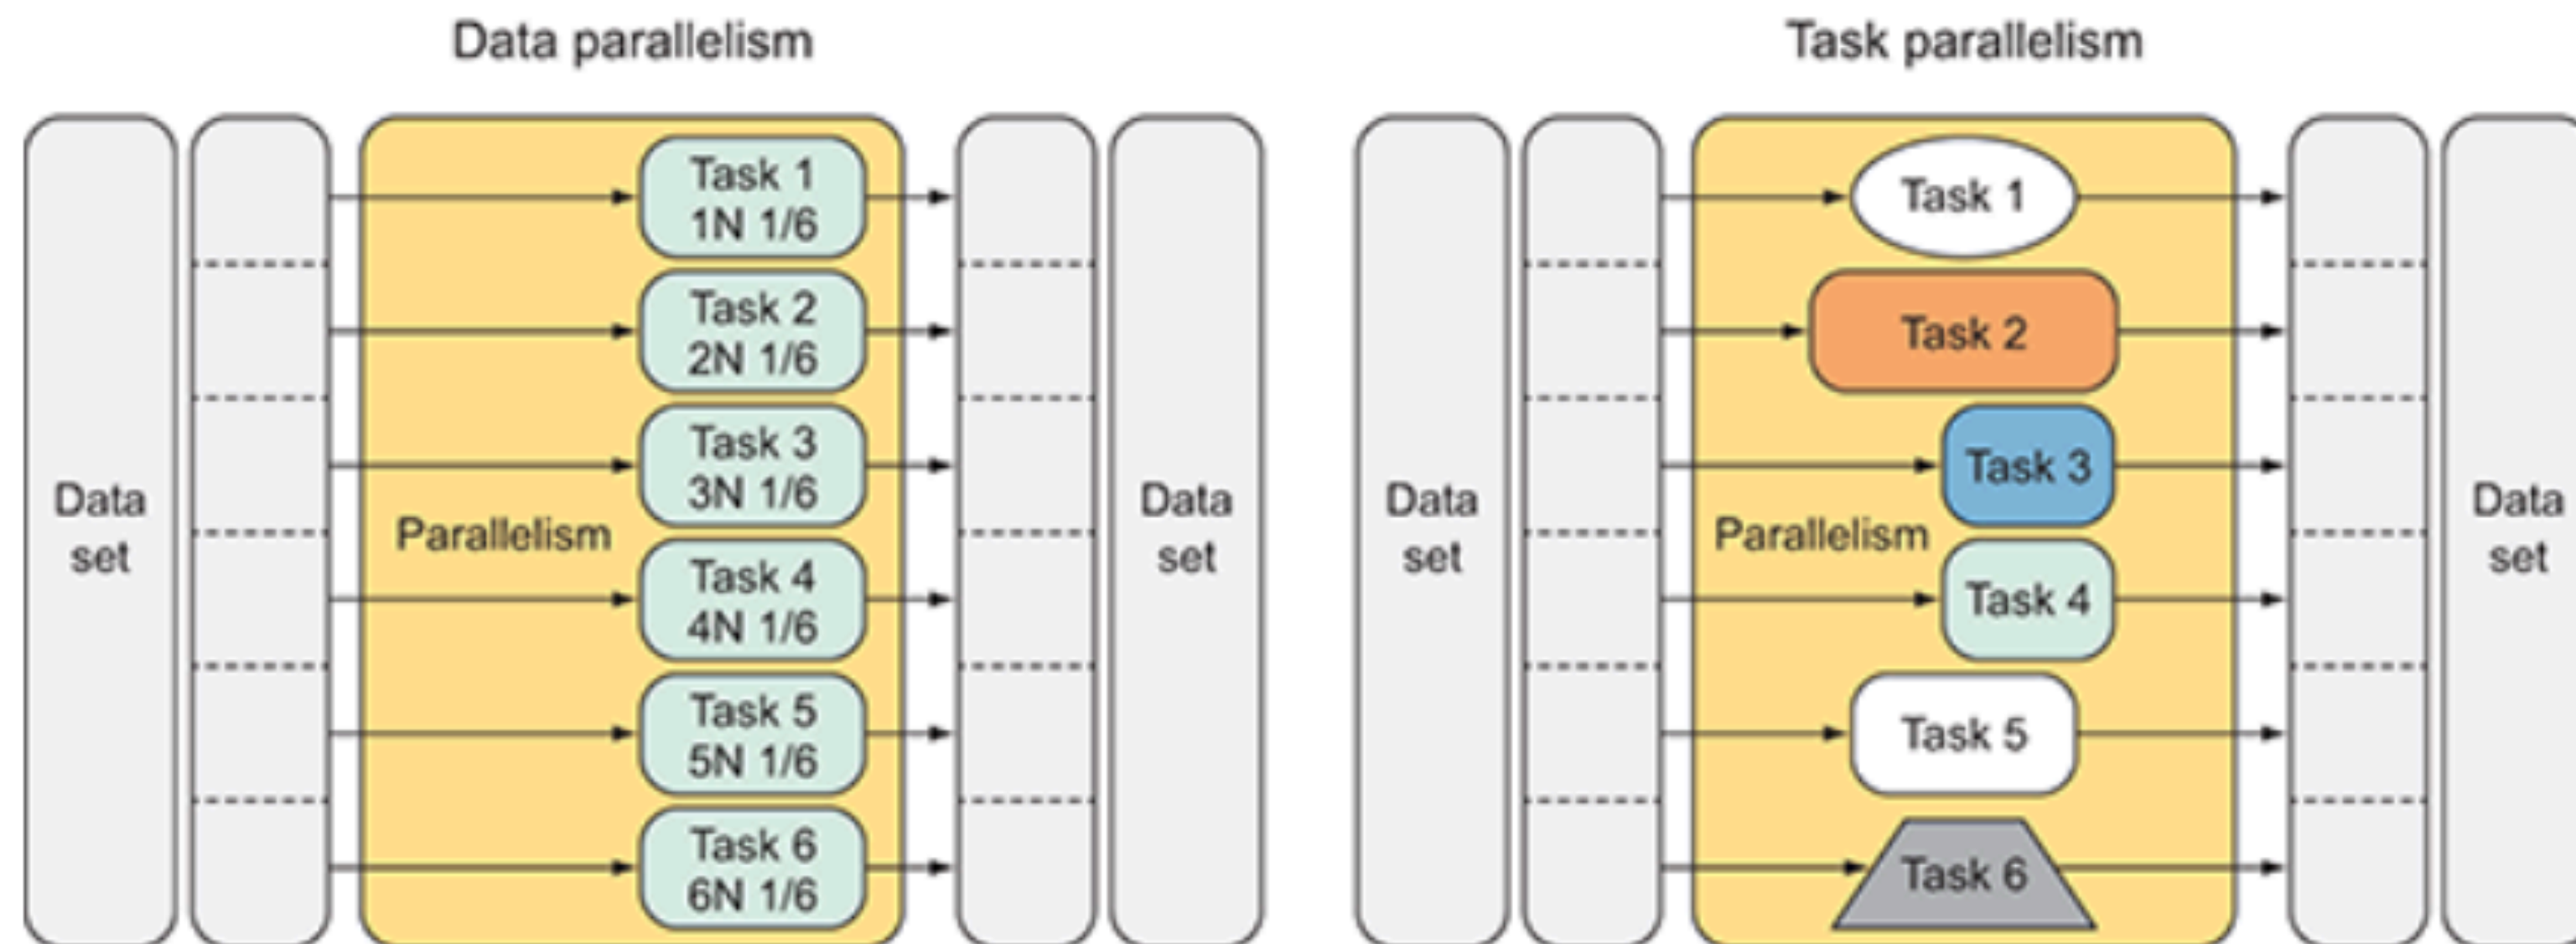 Data parallelism
Data
set
Parallelism
Task 1
1N 1/6
Task 2
2N 1/6
Task 3
3N 1/6
Task 4
4N 1/6
Task 5
5N 1/6
Task 6
6N 1/6
Data
set
Task parallelism
Data
set
Parallelism
Task 1
Task 2
Task 3
Task 4
Task 5
Task 6
Data
set